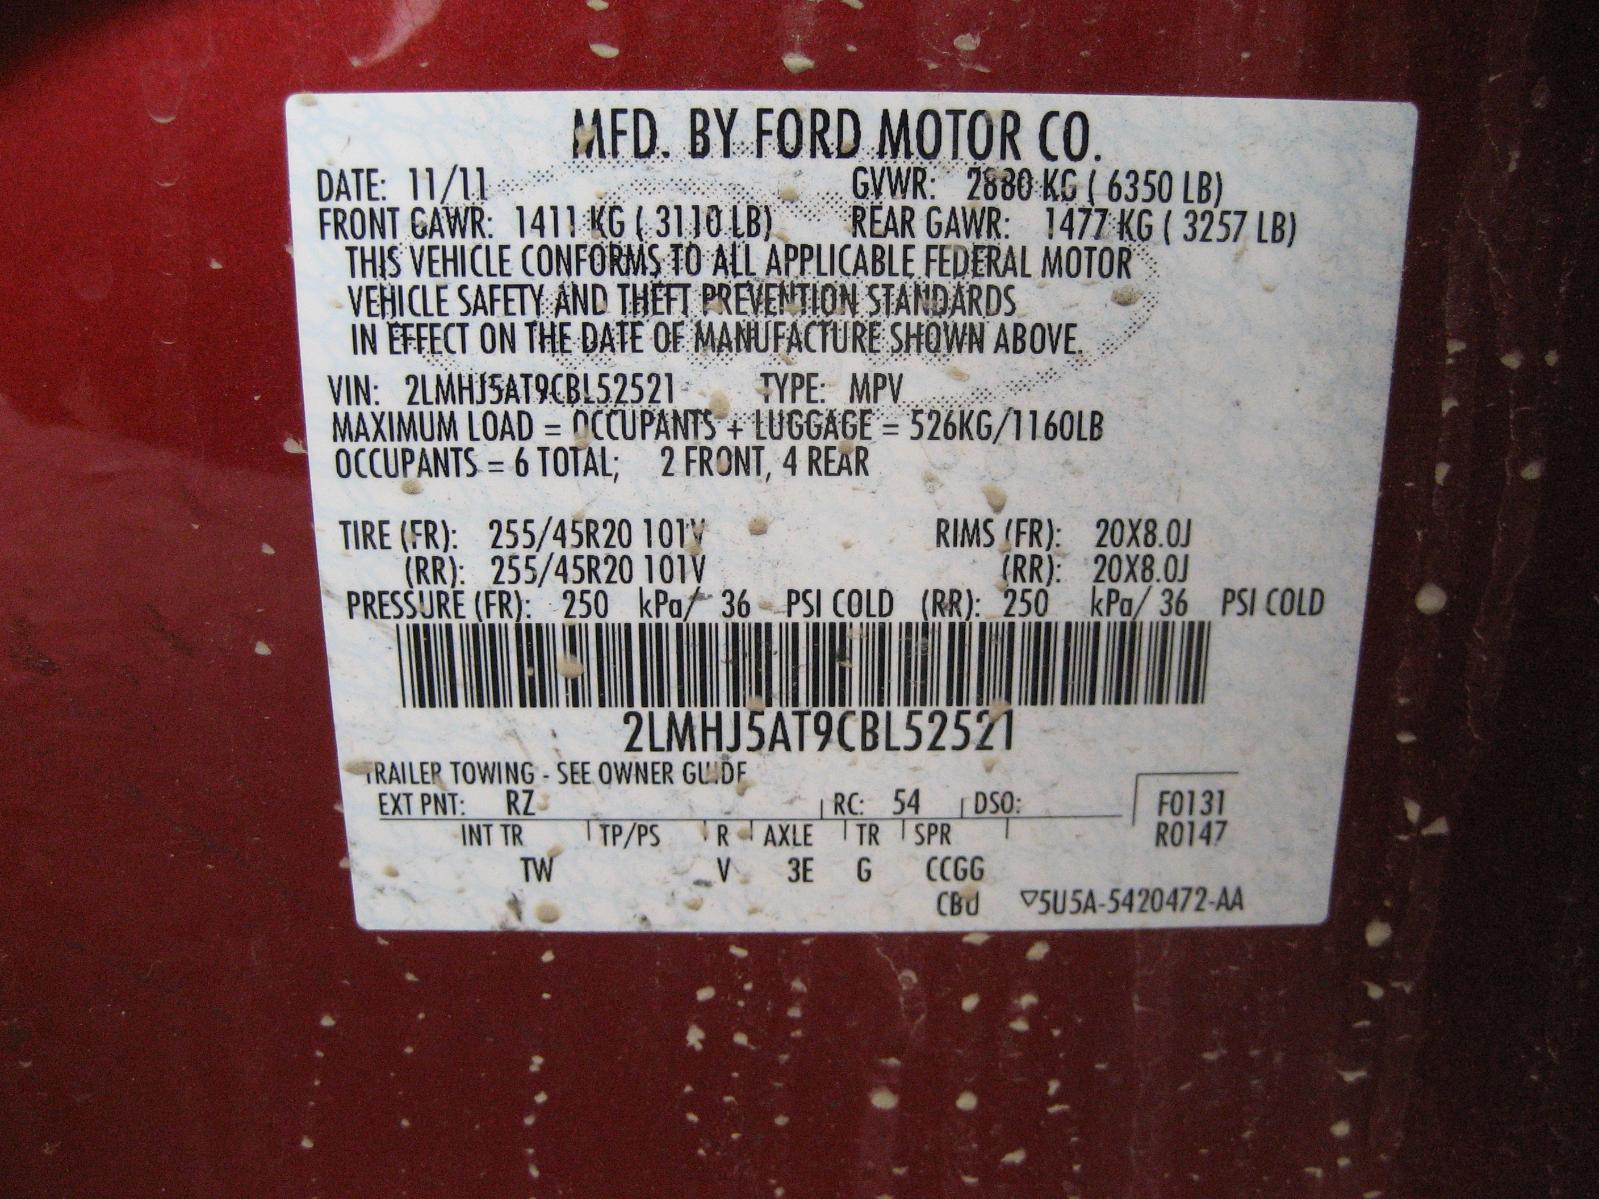 MFD. BY FORD MOTOR CO.
DATE: 11/11 GVWR: 2880 KG ( 6350 LB)
FRONT GAWR: 1411 KG ( 3110 LB) REAR GAWR: 1477 KG ( 3257 LB)
THIS VEHICLE CONFORMS TO ALL APPLICABLE FEDERAL MOTOR
VEHICLE SAFETY AND THEFT PREVENTION STANDARDS
IN EFFECT ON THE DATE OF MANUFACTURE SHOWN ABOVE.
VIN: 2LMHJ5AT9CBL52521 TYPE: MPV
MAXIMUM LOAD = OCCUPANTS + LUGGAGE = 526KG/1160LB
OCCUPANTS = 6 TOTAL; 2 FRONT, 4 REAR
TIRE (FR): 255/45R20 101V RIMS (FR): 20X8.0J
(RR): 255/45R20 101V (RR): 20X8.0J
PRESSURE (FR): 250 kPa/ 36 PSI COLD (RR): 250 kPa/ 36 PSI COLD
2LMHJ5AT9CBL52521
TRAILER TOWING - SEE OWNER GUIDE
EXT PNT: RZ RC: 54 DSO: F0131
INT TR TP/PS R AXLE TR SPR R0147
TW V 3E G CCGG
CBU ▽5U5A-5420472-AA